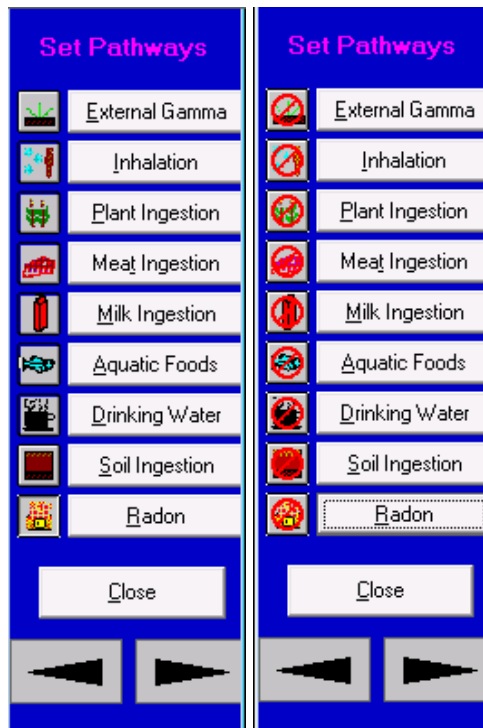 Set Pathways
External Gamma
Inhalation
Plant Ingestion
Meat Ingestion
Milk Ingestion
Aquatic Foods
Drinking Water
Soil Ingestion
Radon
Close
Set Pathways
External Gamma
Inhalation
Plant Ingestion
Meat Ingestion
Milk Ingestion
Aquatic Foods
Drinking Water
Soil Ingestion
Radon
Close